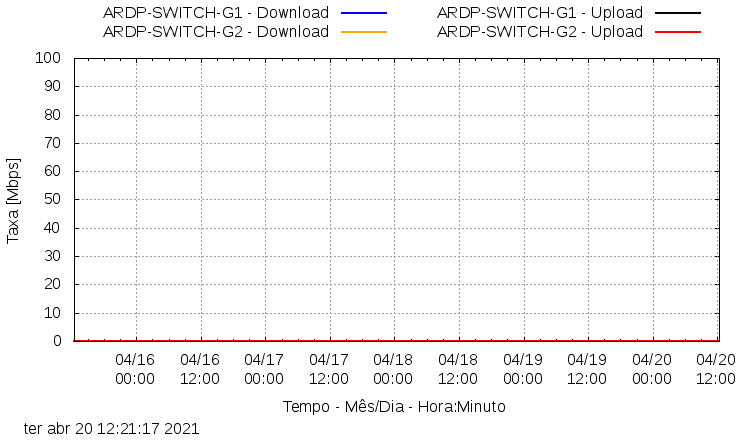 ARDP-SWITCH-G1 - Download ARDP-SWITCH-G1 - Upload
ARDP-SWITCH-G2 - Download ARDP-SWITCH-G2 - Upload
100
90
80
70
60
50
40
30
20
10
0
Taxa [Mbps]
04/16 04/16 04/17 04/17 04/18 04/18 04/19 04/19 04/20 04/20
00:00 12:00 00:00 12:00 00:00 12:00 00:00 12:00 00:00 12:00
Tempo - Mês/Dia - Hora:Minuto
ter abr 20 12:21:17 2021